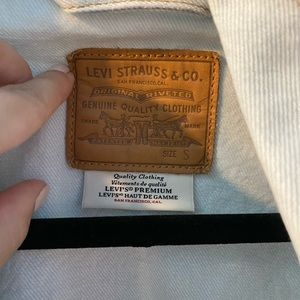 LEVI STRAUSS & CO.
SAN FRANCISCO, CAL.
ORIGINAL RIVETED
GENUINE QUALITY CLOTHING
TRADE MARK
SIZE S
Quality Clothing
Vêtements de qualité
LEVI'S® PREMIUM
LEVI'S® HAUT DE GAMME
SAN FRANCISCO, CAL.